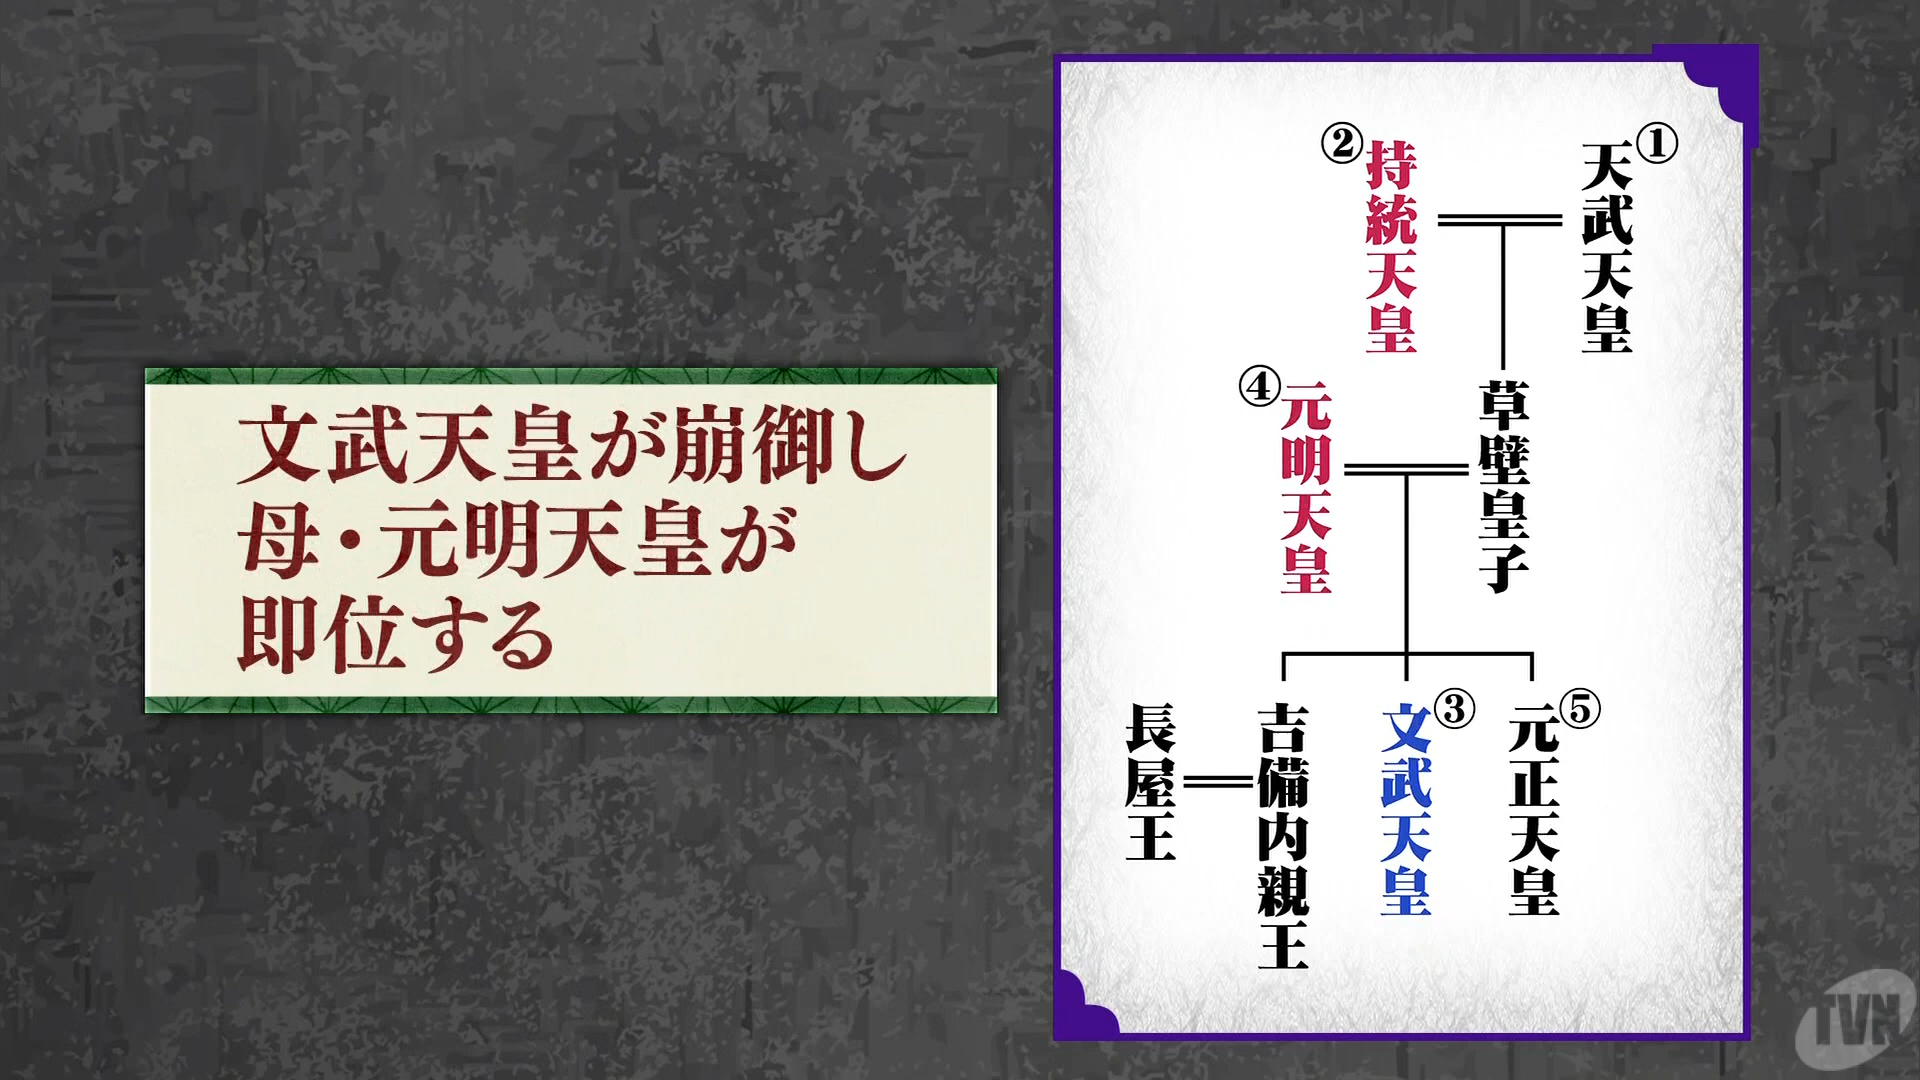 文武天皇が崩御し
母・元明天皇が
即位する
①
天武天皇
②
持統天皇
草壁皇子
④
元明天皇
⑤
元正天皇
③
文武天皇
吉備内親王
長屋王
TVN